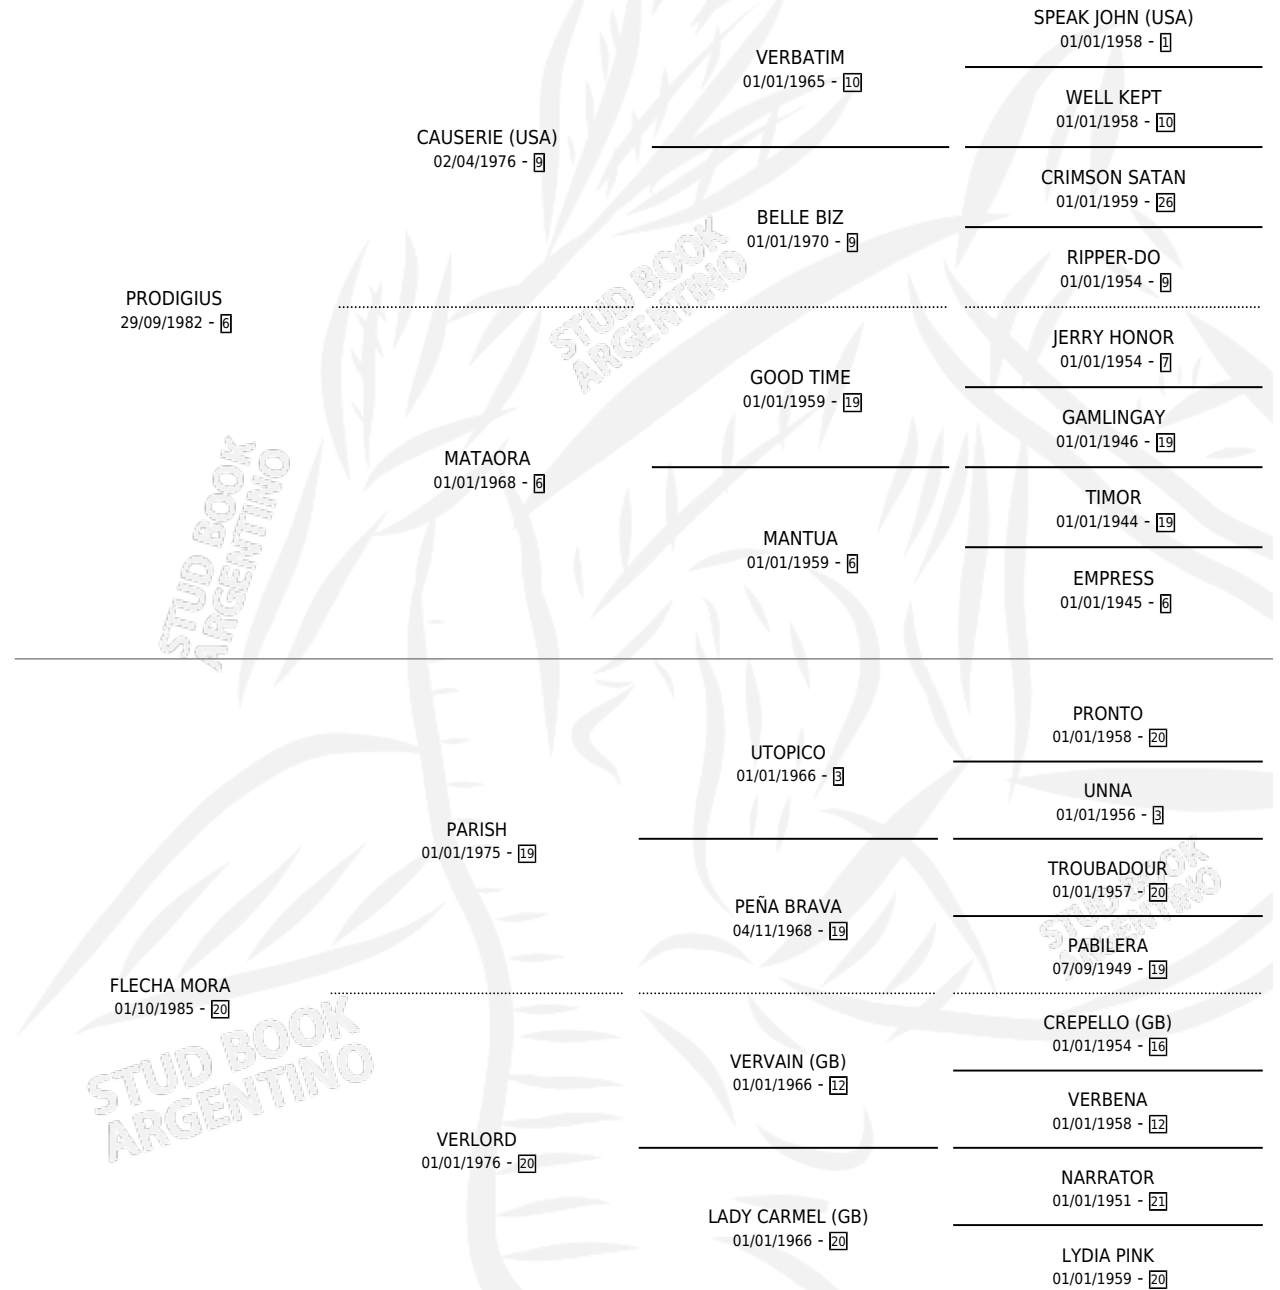 SPEAK JOHN (USA)
01/01/1958 - 1
VERBATIM
01/01/1965 - 10
WELL KEPT
01/01/1958 - 10
CAUSERIE (USA)
02/04/1976 - 9
CRIMSON SATAN
01/01/1959 - 26
BELLE BIZ
01/01/1970 - 9
RIPPER-DO
01/01/1954 - 9
PRODIGIUS
29/09/1982 - 6
JERRY HONOR
01/01/1954 - 7
GOOD TIME
01/01/1959 - 19
GAMLINGAY
01/01/1946 - 19
MATAORA
01/01/1968 - 6
TIMOR
01/01/1944 - 19
MANTUA
01/01/1959 - 6
EMPRESS
01/01/1945 - 6
STUD BOOK
ARGENTINO
STUD BOOK
ARGENTINO
PRONTO
01/01/1958 - 20
UTOPICO
01/01/1966 - 3
UNNA
01/01/1956 - 3
PARISH
01/01/1975 - 19
TROUBADOUR
01/01/1957 - 20
PEÑA BRAVA
04/11/1968 - 19
PABILERA
07/09/1949 - 19
FLECHA MORA
01/10/1985 - 20
CREPELLO (GB)
01/01/1954 - 16
VERVAIN (GB)
01/01/1966 - 12
VERBENA
01/01/1958 - 12
VERLORD
01/01/1976 - 20
NARRATOR
01/01/1951 - 21
LADY CARMEL (GB)
01/01/1966 - 20
LYDIA PINK
01/01/1959 - 20
STUD BOOK
ARGENTINO
STUD BOOK
ARGENTINO